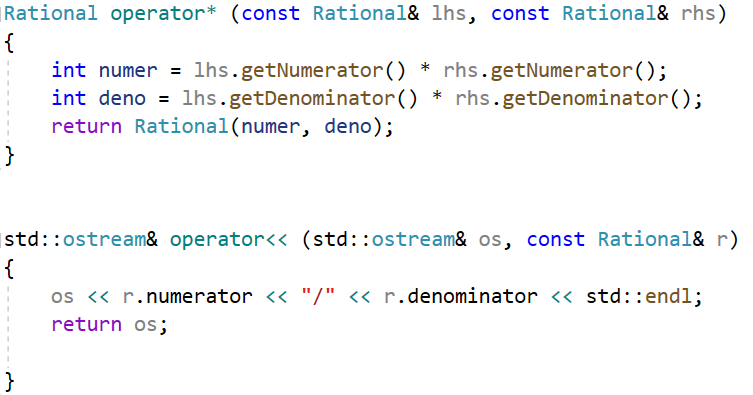 Rational operator* (const Rational& lhs, const Rational& rhs)
{
    int numer = lhs.getNumerator() * rhs.getNumerator();
    int deno = lhs.getDenominator() * rhs.getDenominator();
    return Rational(numer, deno);
}
std::ostream& operator<< (std::ostream& os, const Rational& r)
{
    os << r.numerator << "/" << r.denominator << std::endl;
    return os;
}